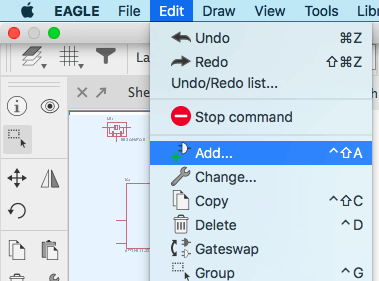 EAGLE File Edit Draw View Tools
La
Undo ⌘Z
Redo ⇧⌘Z
Undo/Redo list...
She
Stop command
Add... ^⇧A
Change...
Copy ⇧C
Delete ^D
Gateswap
Group ^G